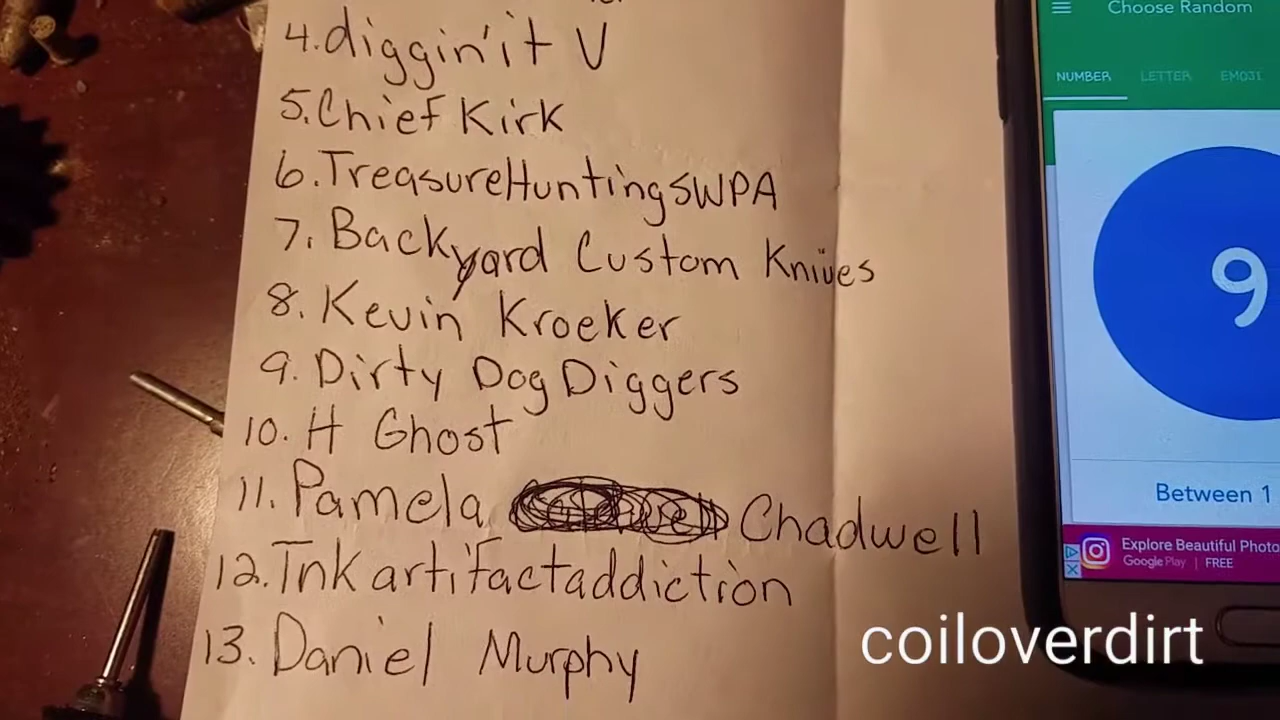 4. diggin'it V
5. Chief Kirk
6. TreasureHuntingSWPA
7. Backyard Custom Knives
8. Kevin Kroeker
9. Dirty Dog Diggers
10. H Ghost
11. Pamela Chadwell
12. Tnkartifactaddiction
13. Daniel Murphy
Choose Random
NUMBER LETTER EMOJI
9
Between 1
Explore Beautiful Photo
Google Play | FREE
coiloverdirt